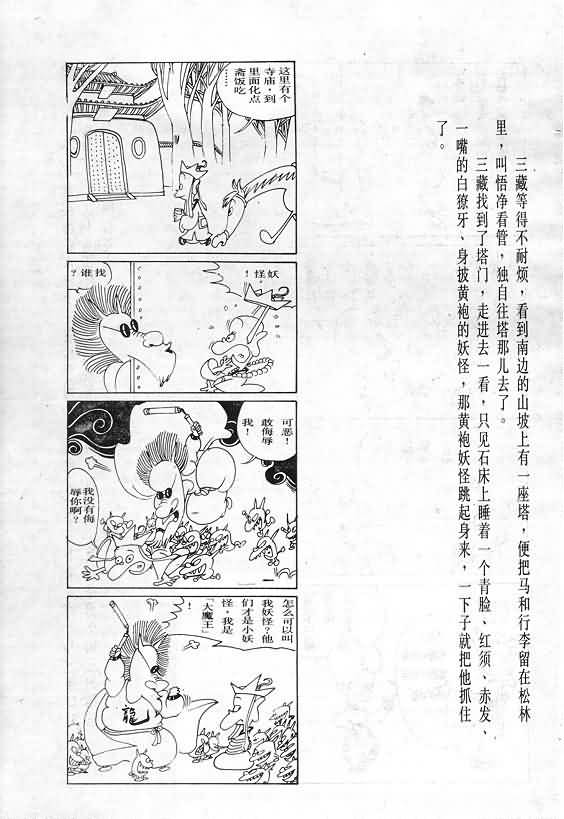 三藏等得不耐烦，看到南边的山坡上有一座塔，便把马和行李留在松林
里，叫悟净看管，独自往塔那儿去了。
三藏找到了塔门，走进去一看，只见石床上睡着一个青脸、红须、赤发、
一嘴的白獠牙、身披黄袍的妖怪，那黄袍妖怪跳起身来，一下子就把他抓住
了。
这里有个
寺庙，到
里面化点
斋饭吃
……
妖怪！
找谁？
可恶！
敢侮辱
我！
我没有侮
辱你啊？
怎么可以叫
我妖怪？他
们才是小妖
怪，我是
「大魔王」
！
龍